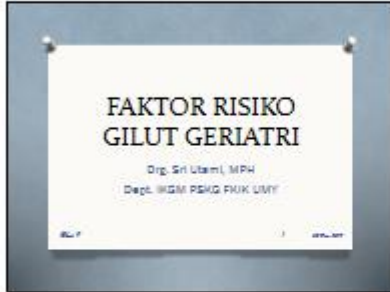 FAKTOR RISIKO
GILUT GERIATRI
Drg. Sri Utami, MPH
Dept. IKGM PSKG FKIK UMY